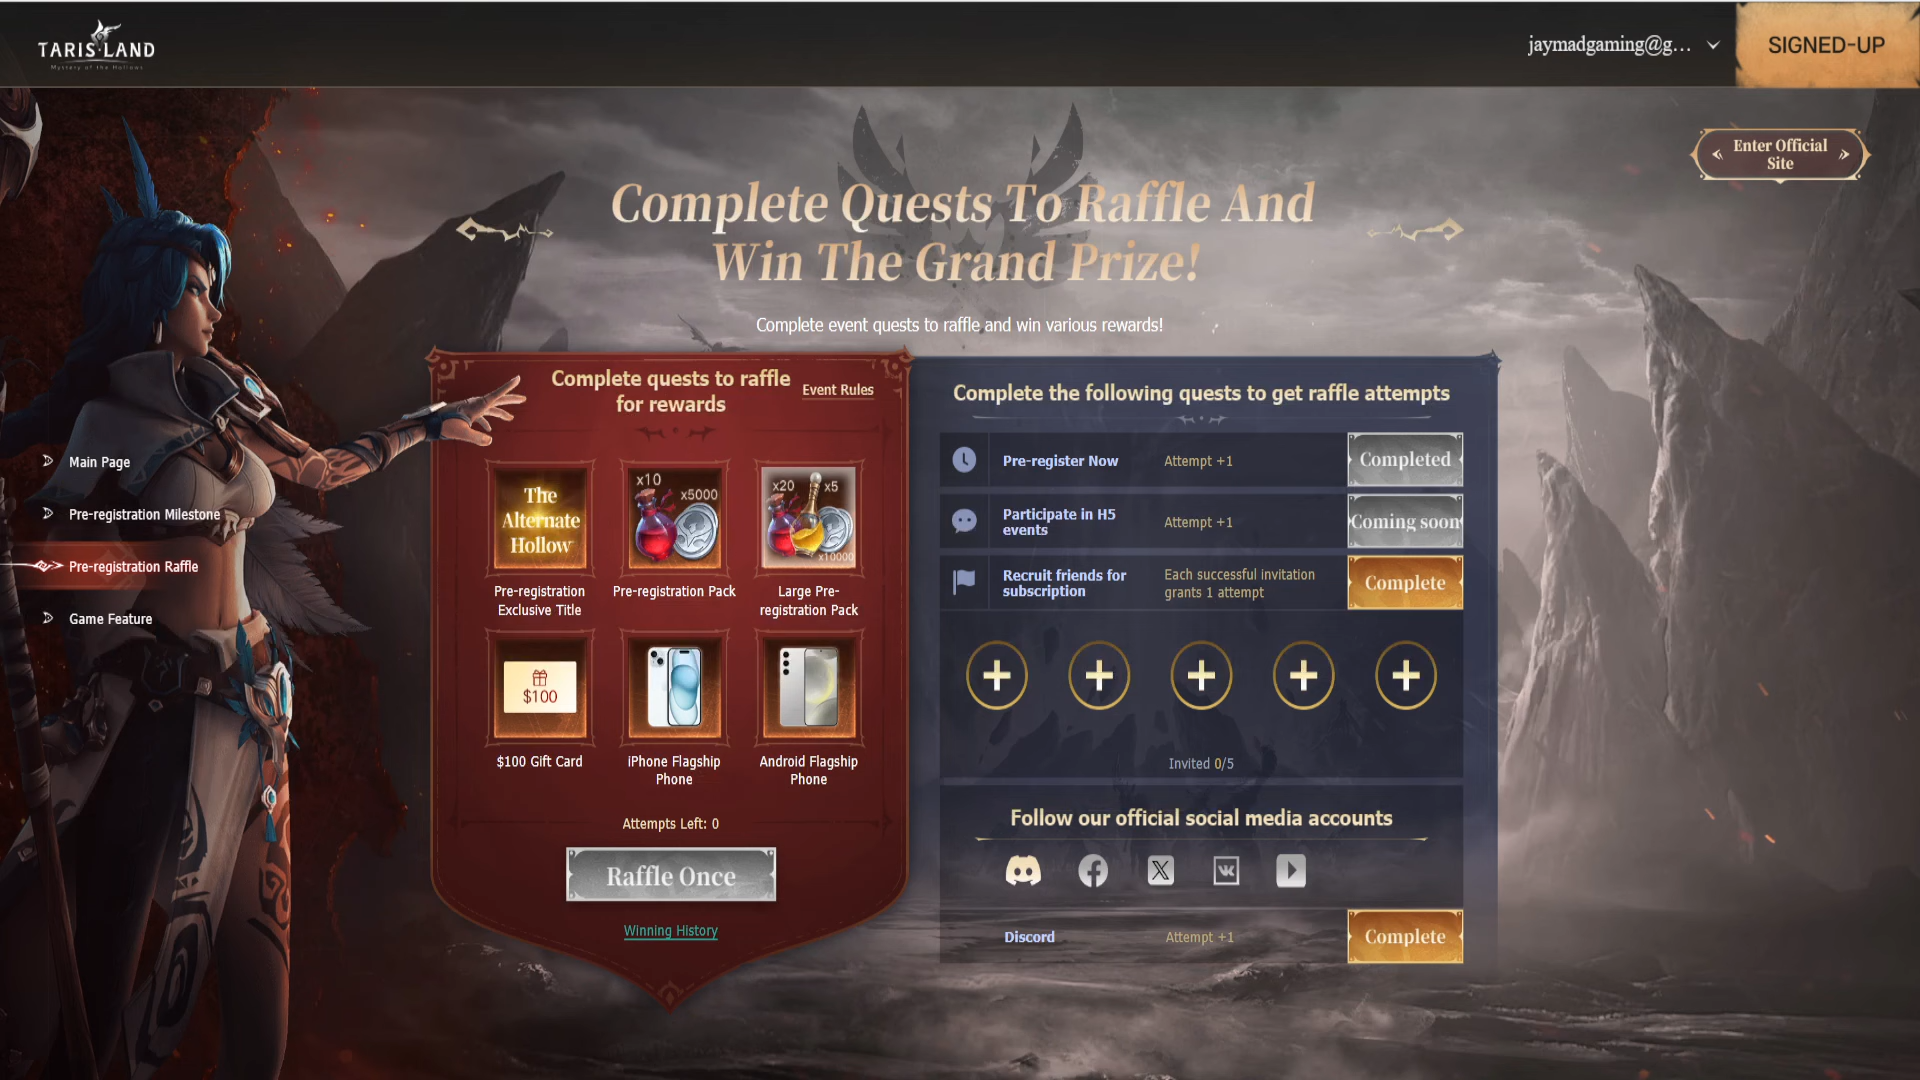 TARISLAND
Mystery of the Hollows
jaymadgaming@g...
SIGNED-UP
Enter Official
Site
Complete Quests To Raffle And
Win The Grand Prize!
Complete event quests to raffle and win various rewards!
Main Page
Pre-registration Milestone
Pre-registration Raffle
Game Feature
Complete quests to raffle
for rewards
Event Rules
The
Alternate
Hollow
x10
x5000
x20
x5
x10000
Pre-registration
Exclusive Title
Pre-registration Pack
Large Pre-
registration Pack
$100
$100 Gift Card
iPhone Flagship
Phone
Android Flagship
Phone
Attempts Left: 0
Raffle Once
Winning History
Complete the following quests to get raffle attempts
Pre-register Now
Attempt +1
Completed
Participate in H5
events
Attempt +1
Coming soon
Recruit friends for
subscription
Each successful invitation
grants 1 attempt
Complete
Invited 0/5
Follow our official social media accounts
Discord
Attempt +1
Complete